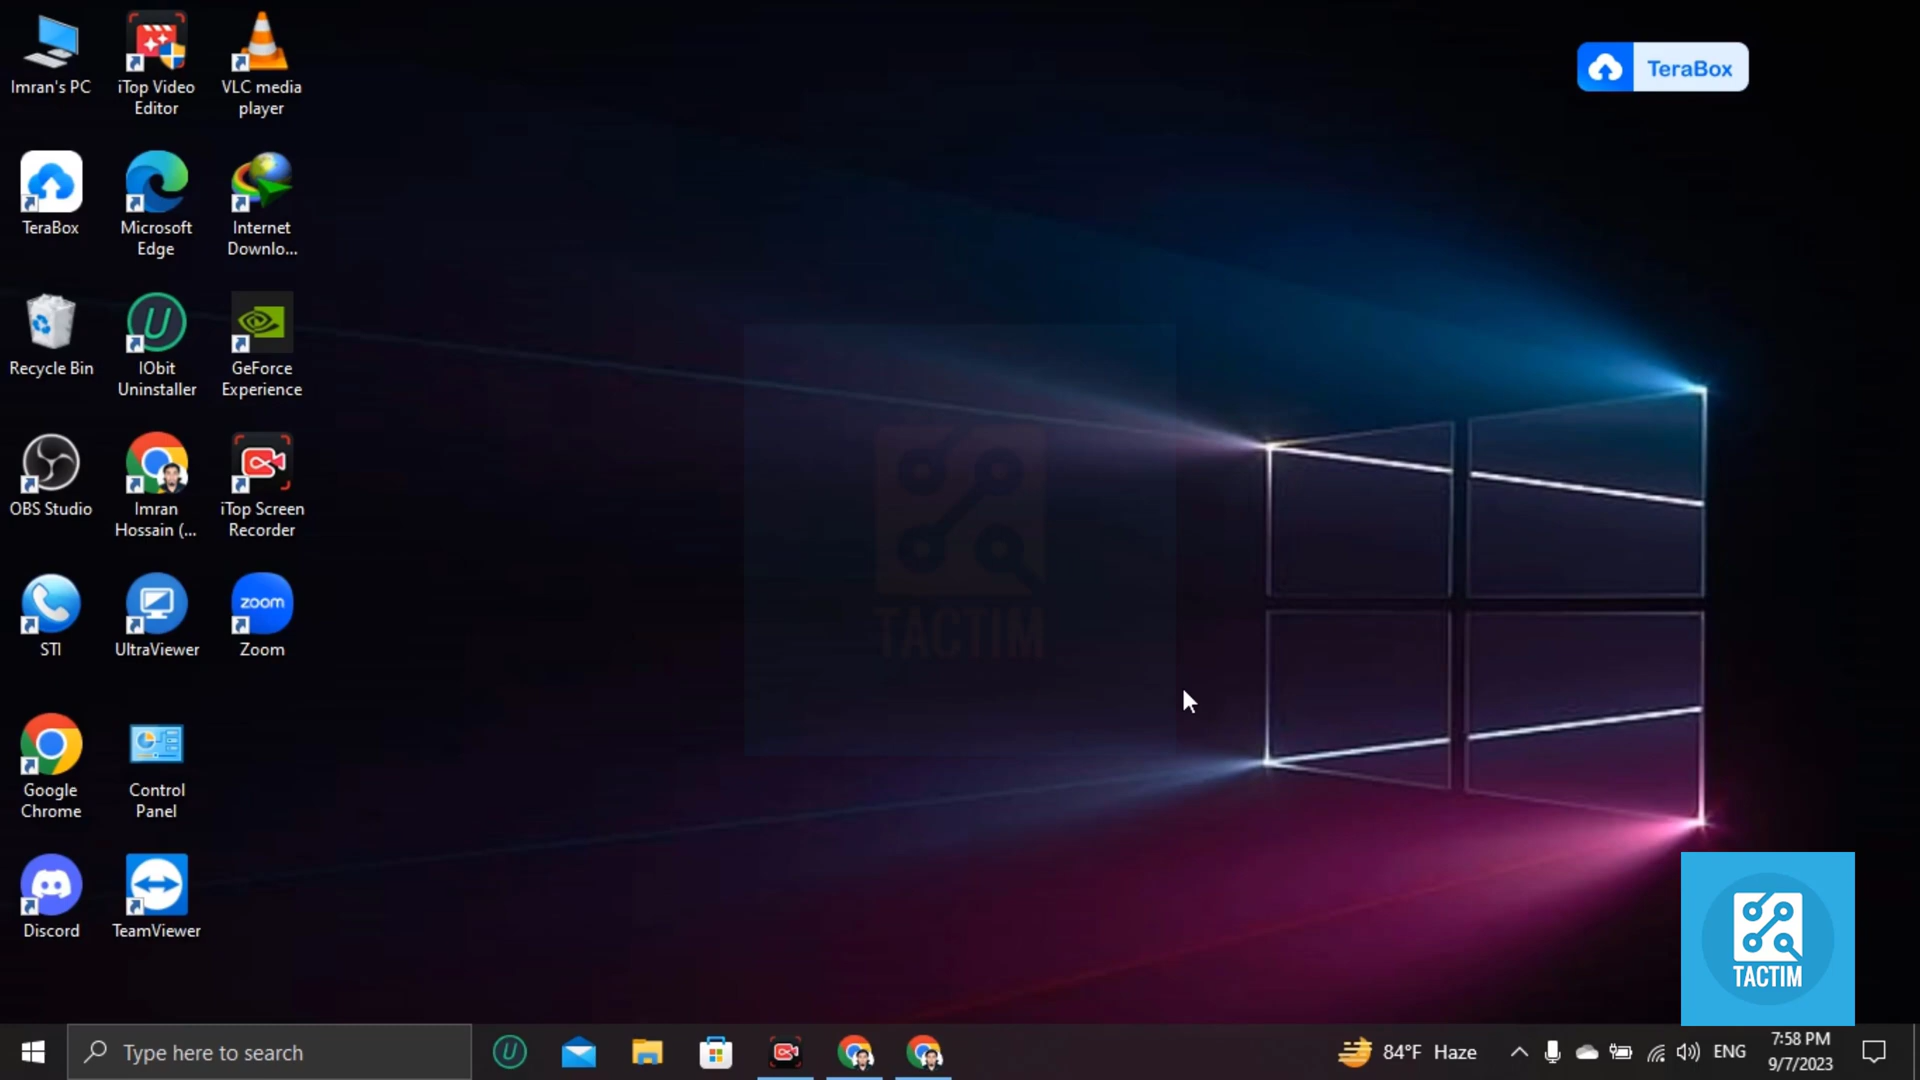 Imran's PC
iTop Video
Editor
VLC media
player
TeraBox
TeraBox
Microsoft
Edge
Internet
Downlo...
Recycle Bin
IObit
Uninstaller
GeForce
Experience
OBS Studio
Imran
Hossain (...
iTop Screen
Recorder
zoom
STI
UltraViewer
Zoom
TACTIM
Google
Chrome
Control
Panel
Discord
TeamViewer
TACTIM
Type here to search
84°F Haze
ENG
7:58 PM
9/7/2023